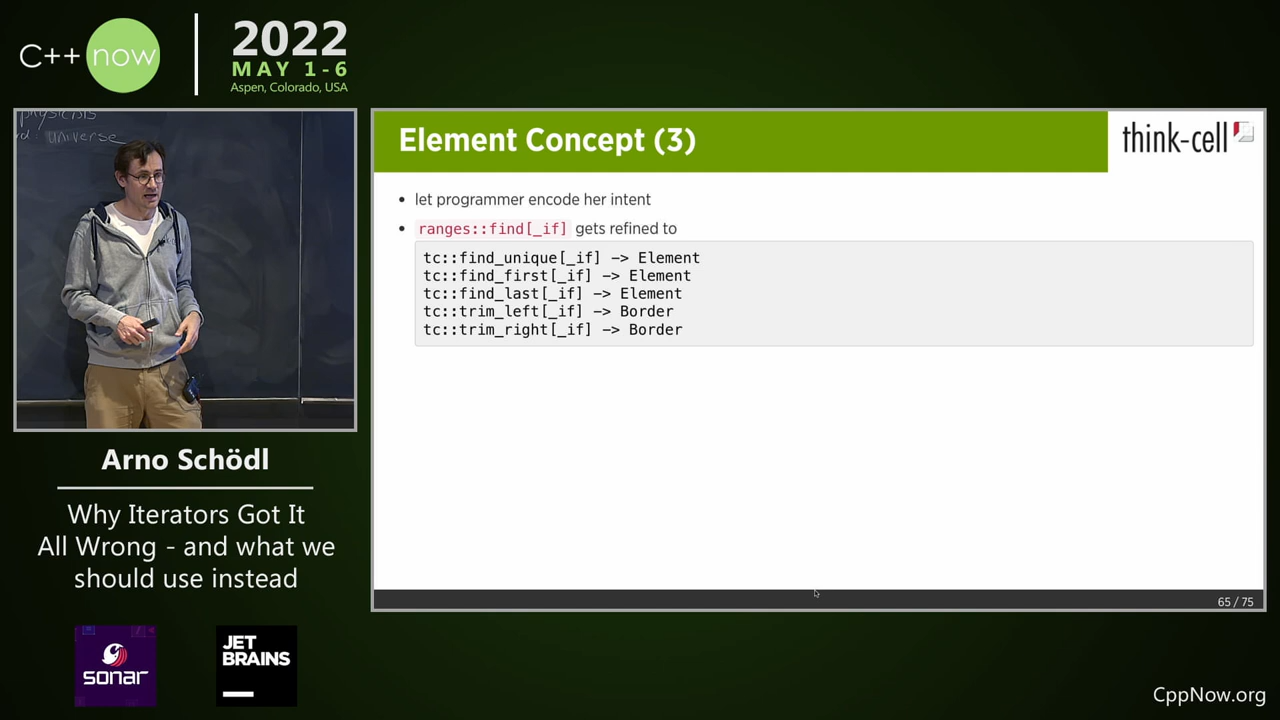 C++ now
2022
MAY 1-6
Aspen, Colorado, USA
physicists
universe
Arno Schödl
Why Iterators Got It
All Wrong - and what we
should use instead
sonar
JET
BRAINS
Element Concept (3)
think-cell
• let programmer encode her intent
• ranges::find[_if] gets refined to
tc::find_unique[_if] –> Element
tc::find_first[_if] –> Element
tc::find_last[_if] –> Element
tc::trim_left[_if] –> Border
tc::trim_right[_if] –> Border
65 / 75
CppNow.org